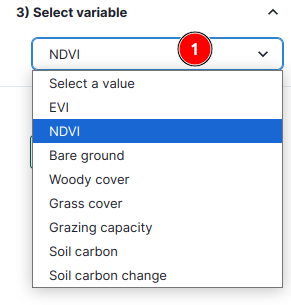 3) Select variable
NDVI
1
Select a value
EVI
NDVI
Bare ground
Woody cover
Grass cover
Grazing capacity
Soil carbon
Soil carbon change